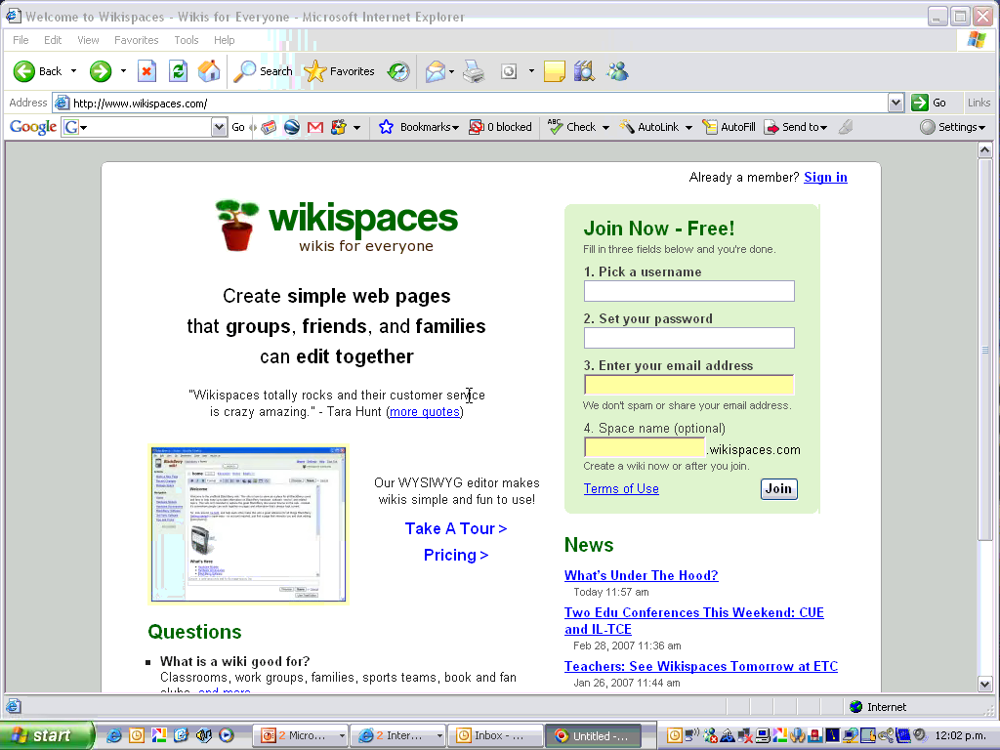 Welcome to Wikispaces - Wikis for Everyone - Microsoft Internet Explorer
File Edit View Favorites Tools Help
Back Search Favorites
Address http://www.wikispaces.com/ Go Links
Google G Go Bookmarks 0 blocked ABC Check AutoLink AutoFill Send to Settings
Already a member? Sign in
wikispaces
wikis for everyone
Create simple web pages
that groups, friends, and families
can edit together
"Wikispaces totally rocks and their customer service
is crazy amazing." - Tara Hunt (more quotes)
Our WYSIWYG editor makes
wikis simple and fun to use!
Take A Tour >
Pricing >
Questions
What is a wiki good for?
Classrooms, work groups, families, sports teams, book and fan
clubs, and more
Join Now - Free!
Fill in three fields below and you're done.
1. Pick a username
2. Set your password
3. Enter your email address
We don't spam or share your email address.
4. Space name (optional)
.wikispaces.com
Create a wiki now or after you join.
Terms of Use Join
News
What's Under The Hood?
Today 11:57 am
Two Edu Conferences This Weekend: CUE
and IL-TCE
Feb 28, 2007 11:36 am
Teachers: See Wikispaces Tomorrow at ETC
Jan 26, 2007 11:44 am
Internet
start 2 Micro... 2 Inter... Inbox - ... Untitled -... 12:02 p.m.